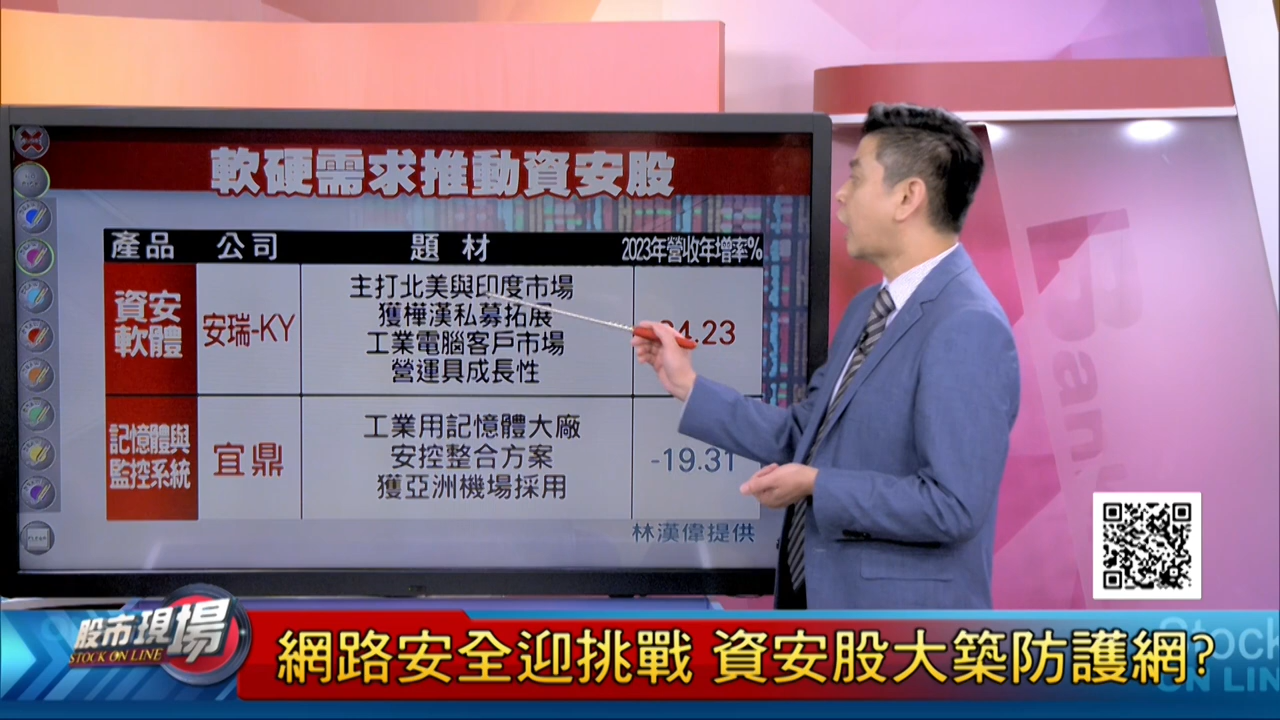 軟硬需求推動資安股
產品 公司 題材 2023年營收年增率%
資安
軟體
安瑞-KY
主打北美與印度市場
獲樺漢私募拓展
工業電腦客戶市場
營運具成長性
4.23
記憶體與
監控系統
宜鼎
工業用記憶體大廠
安控整合方案
獲亞洲機場採用
-19.31
林漢偉提供
股市現場
STOCK ON LINE
網路安全迎挑戰 資安股大築防護網?
Stock
ON LIN